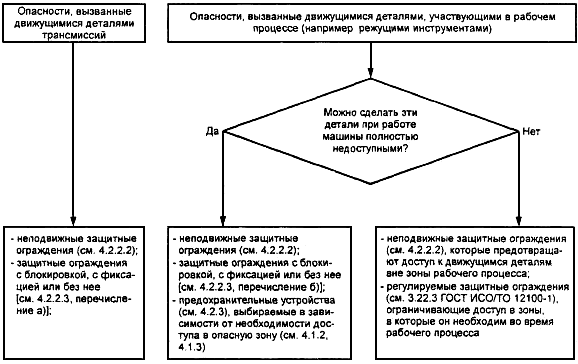 Опасности, вызванные
движущимися деталями
трансмиссий
Опасности, вызванные движущимися деталями, участвующими в рабочем
процессе (например режущими инструментами)
Можно сделать эти
детали при работе
машины полностью
недоступными?
Да
Нет
- неподвижные защитные
ограждения (см. 4.2.2.2);
- защитные ограждения
с блокировкой, с фикса-
цией или без нее
[см. 4.2.2.3, перечисле-
ние а)];
- неподвижные защитные
ограждения (см. 4.2.2.2);
- защитные ограждения с блоки-
ровкой, с фиксацией или без нее
[см. 4.2.2.3, перечисление б)];
- предохранительные устройства
(см. 4.2.3), выбираемые в зави-
симости от необходимости дос-
тупа в опасную зону (см. 4.1.2,
4.1.3)
- неподвижные защитные ограждения
(см. 4.2.2.2), которые предотвраща-
ют доступ к движущимся деталям
вне зоны рабочего процесса;
- регулируемые защитные ограждения
(см. 3.22.3 ГОСТ ИСО/ТО 12100-1),
ограничивающие доступ в зоны,
в которые он необходим во время
рабочего процесса